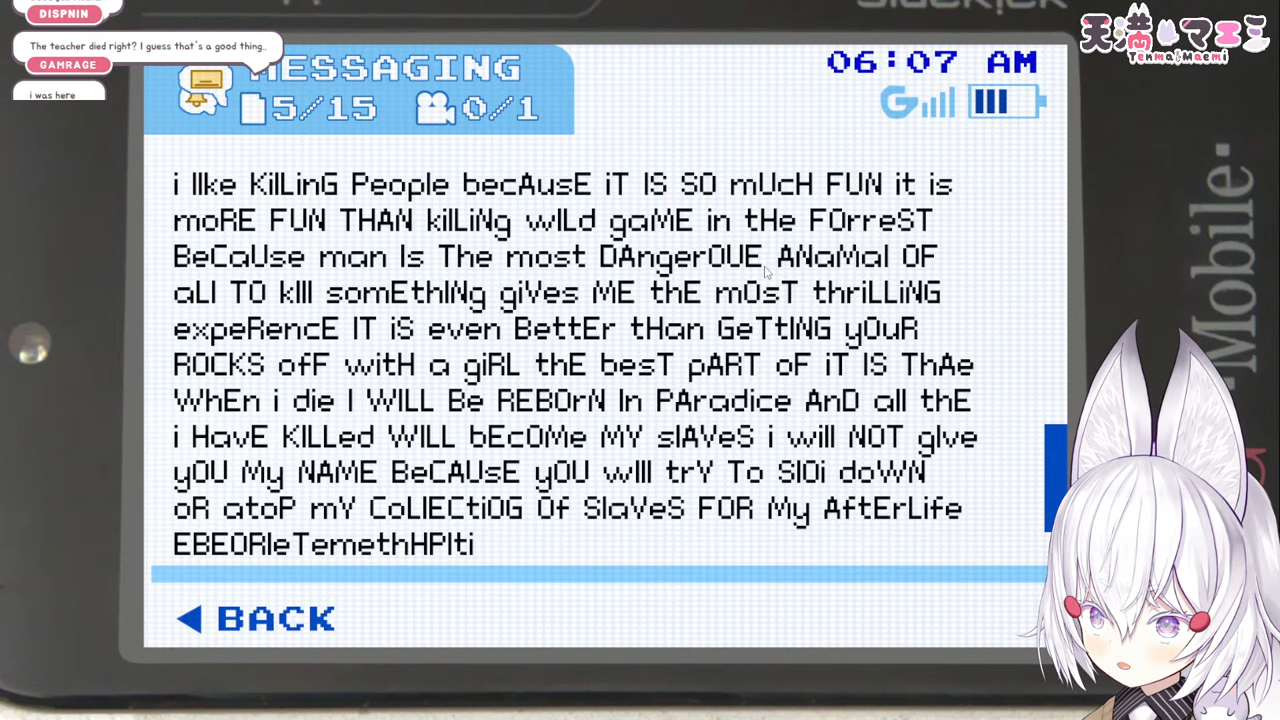 DISPNIN
The teacher died right? I guess that's a good thing..
GAMRAGE
i was here
MESSAGING
5/15 0/1
06:07 AM
天満マエミ
Tenma Maemi
i lIke KilLinG People becAusE iT IS SO mUcH FUN it is
moRE FUN THAN kiLLiNg wILd gaME in tHe FOrreST
BeCaUse man Is The most DAngerOUE ANaMal OF
aLl TO kIll somEthINg giVes ME thE mOsT thriLLiNG
expeRencE IT iS even BettEr tHan GeTtING yOuR
ROCKS ofF witH a giRL thE besT pART oF iT IS ThAe
WhEn i die I WILL Be REBOrN In PAradice AnD all thE
i HavE KILLed WILL bEcOMe MY slAVeS i will NOT gIve
yOU My NAME BeCAUsE yOU wIll trY To SlOi doWN
oR atoP mY CoLlECtiOG Of SlaVeS FOR My AftErLife
EBEORIeTemethHPIti
BACK
Mobile